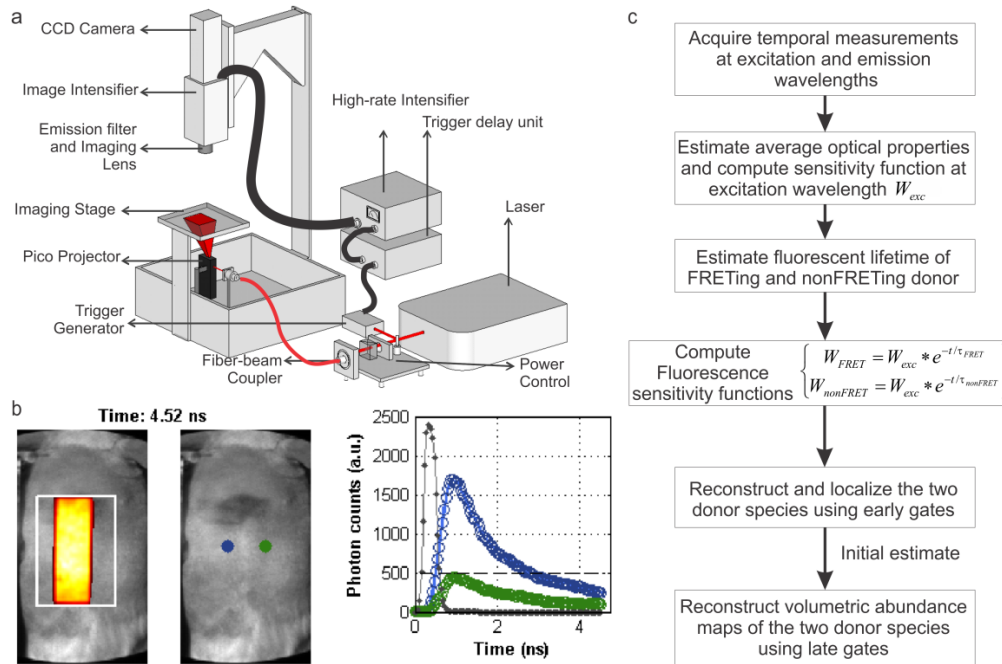 a
CCD Camera
Image Intensifier
Emission filter
and Imaging
Lens
Imaging Stage
Pico Projector
Trigger
Generator
Fiber-beam
Coupler
High-rate Intensifier
Trigger delay unit
Laser
Power
Control
b
Time: 4.52 ns
Photon counts (a.u.)
2500
2000
1500
1000
500
0
0
2
4
Time (ns)
c
Acquire temporal measurements
at excitation and emission
wavelengths
Estimate average optical properties
and compute sensitivity function at
excitation wavelength W_exc
Estimate fluorescent lifetime of
FRETing and nonFRETing donor
Compute
Fluorescence
sensitivity functions
W_FRET = W_exc * e^{-t/τ_FRET}
W_nonFRET = W_exc * e^{-t/τ_nonFRET}
Reconstruct and localize the two
donor species using early gates
Initial estimate
Reconstruct volumetric abundance
maps of the two donor species
using late gates